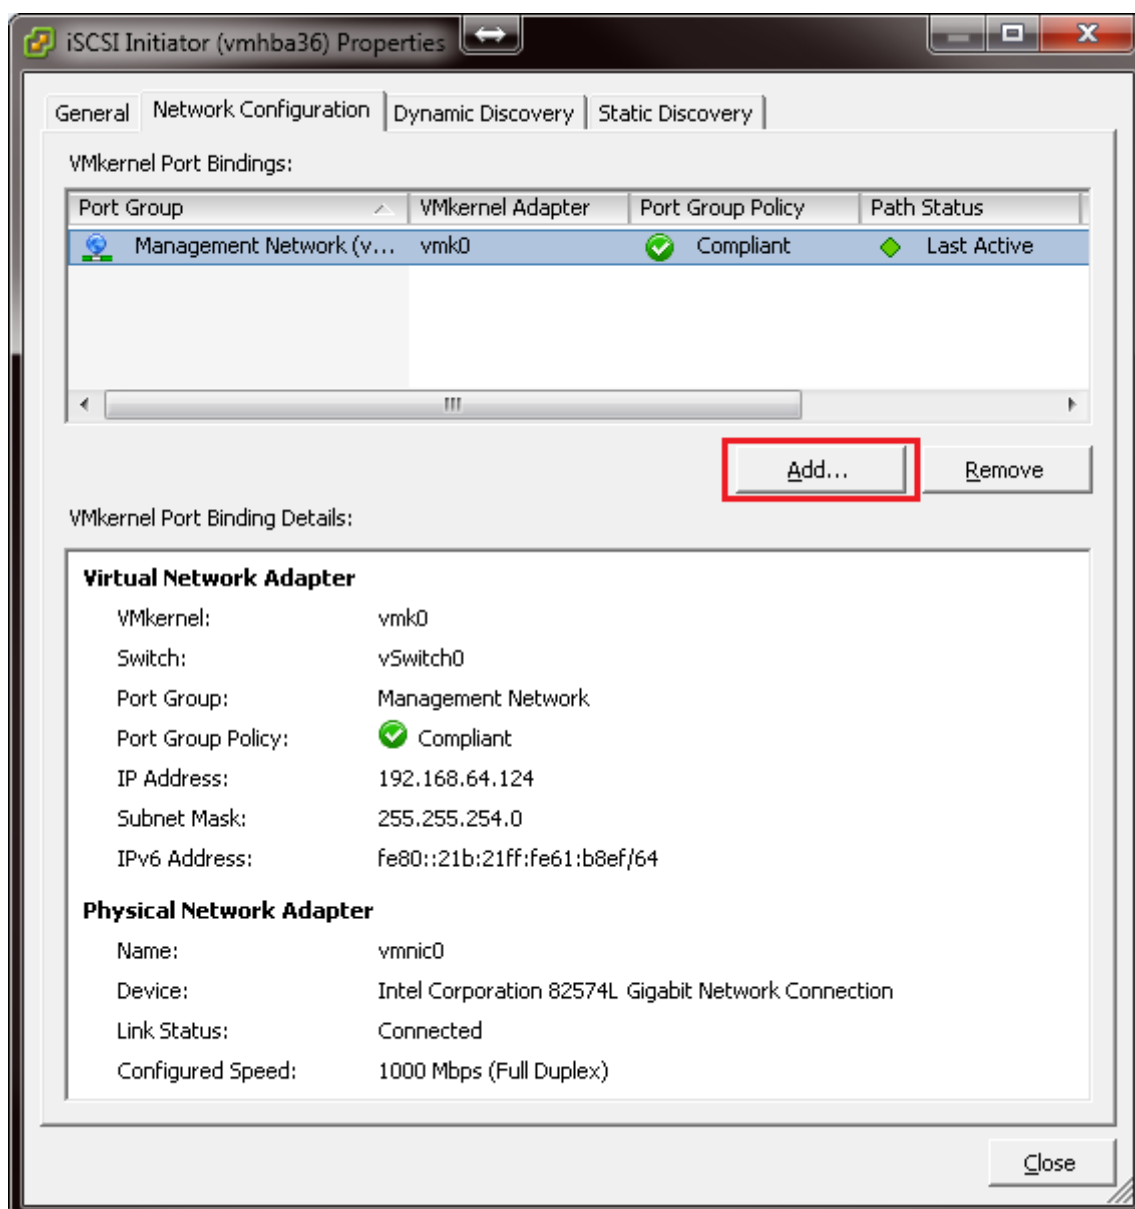 iSCSI Initiator (vmhba36) Properties
General Network Configuration Dynamic Discovery Static Discovery
VMkernel Port Bindings:
Port Group VMkernel Adapter Port Group Policy Path Status
Management Network (v... vmk0 Compliant Last Active
Add... Remove
VMkernel Port Binding Details:
Virtual Network Adapter
VMkernel: vmk0
Switch: vSwitch0
Port Group: Management Network
Port Group Policy: Compliant
IP Address: 192.168.64.124
Subnet Mask: 255.255.254.0
IPv6 Address: fe80::21b:21ff:fe61:b8ef/64
Physical Network Adapter
Name: vmnic0
Device: Intel Corporation 82574L Gigabit Network Connection
Link Status: Connected
Configured Speed: 1000 Mbps (Full Duplex)
Close